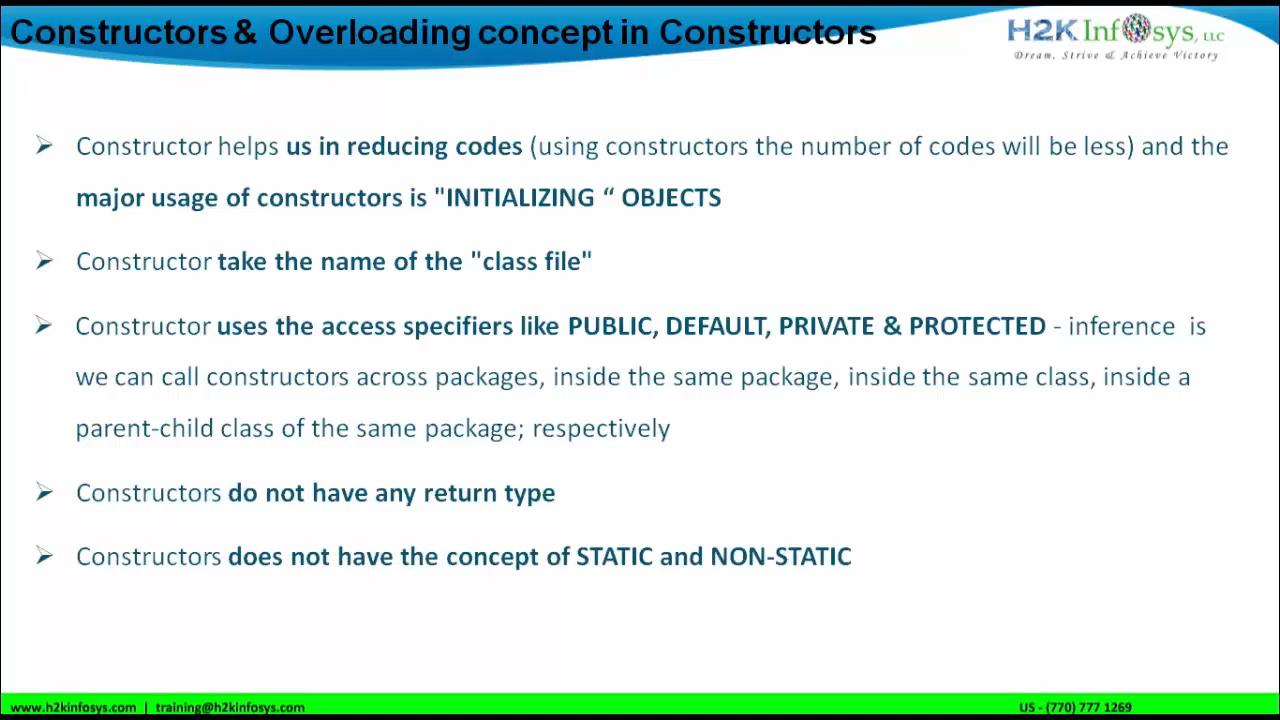 Constructors & Overloading concept in Constructors
H2K Infosys, LLC
Dream, Strive & Achieve Victory
Constructor helps us in reducing codes (using constructors the number of codes will be less) and the
major usage of constructors is "INITIALIZING “ OBJECTS
Constructor take the name of the "class file"
Constructor uses the access specifiers like PUBLIC, DEFAULT, PRIVATE & PROTECTED - inference is
we can call constructors across packages, inside the same package, inside the same class, inside a
parent-child class of the same package; respectively
Constructors do not have any return type
Constructors does not have the concept of STATIC and NON-STATIC
www.h2kinfosys.com | training@h2kinfosys.com
US - (770) 777 1269